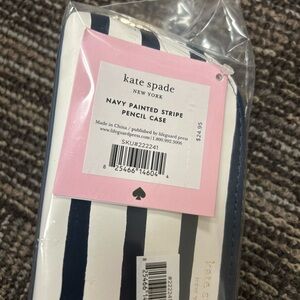 kate spade
NEW YORK
NAVY PAINTED STRIPE
PENCIL CASE
Made in China / published by lifeguard press
www.lifeguardpress.com | 1.800.992.3006
SKU#222241
8 25466 14604
$24.95
kate s